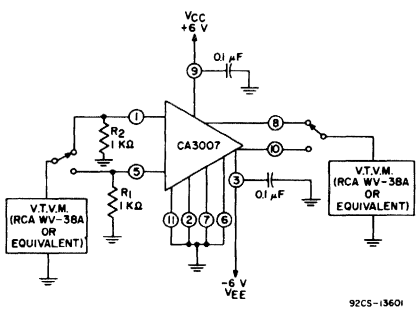 VCC
+6 V
0.1 µF
9
1
8
R2
1 KΩ
CA3007
10
5
3
R1
1 KΩ
0.1 µF
V.T.V.M.
(RCA WV-38A
OR
EQUIVALENT)
V.T.V.M.
(RCA WV-38A
OR
EQUIVALENT)
11
2
7
6
-6 V
VEE
92CS-13601